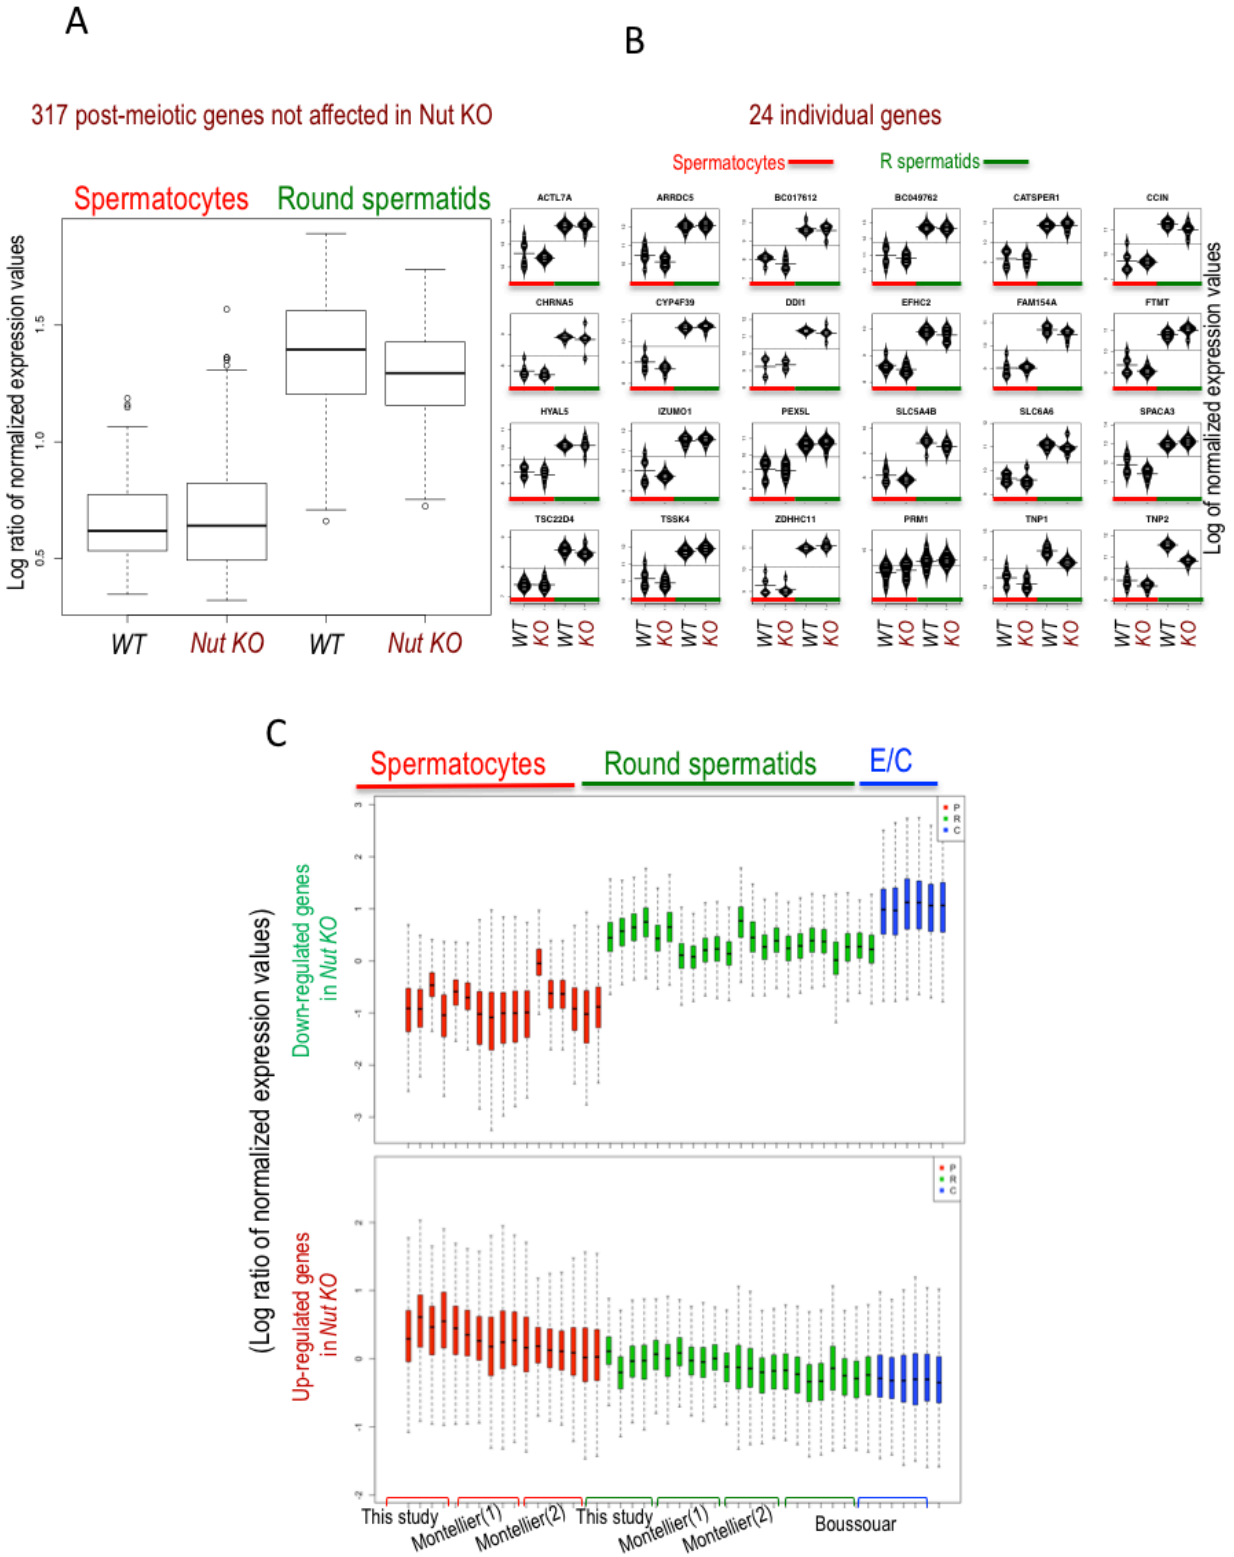 A
B
317 post-meiotic genes not affected in Nut KO
24 individual genes
Spermatocytes
R spermatids
Spermatocytes Round spermatids
Log ratio of normalized expression values
1.5
1.0
0.5
WT Nut KO WT Nut KO
ACTL7A ARRDC5 BC017612 BC049762 CATSPER1 CCIN
CHRNA5 CYP4F39 DDI1 EFHC2 FAM154A FTMT
HYAL5 IZUMO1 PEX5L SLC5A4B SLC6A6 SPACA3
TSC22D4 TSSK4 ZDHHC11 PRM1 TNP1 TNP2
Log of normalized expression values
WT KO WT KO WT KO WT KO WT KO WT KO WT KO WT KO WT KO WT KO WT KO WT KO
C
Spermatocytes
Round spermatids
E/C
(Log ratio of normalized expression values)
Down-regulated genes
in Nut KO
3
2
1
0
-1
-2
-3
P
R
C
Up-regulated genes
in Nut KO
2
1
0
-1
-2
P
R
C
This study Montellier(1) Montellier(2) This study Montellier(1) Montellier(2) Boussouar